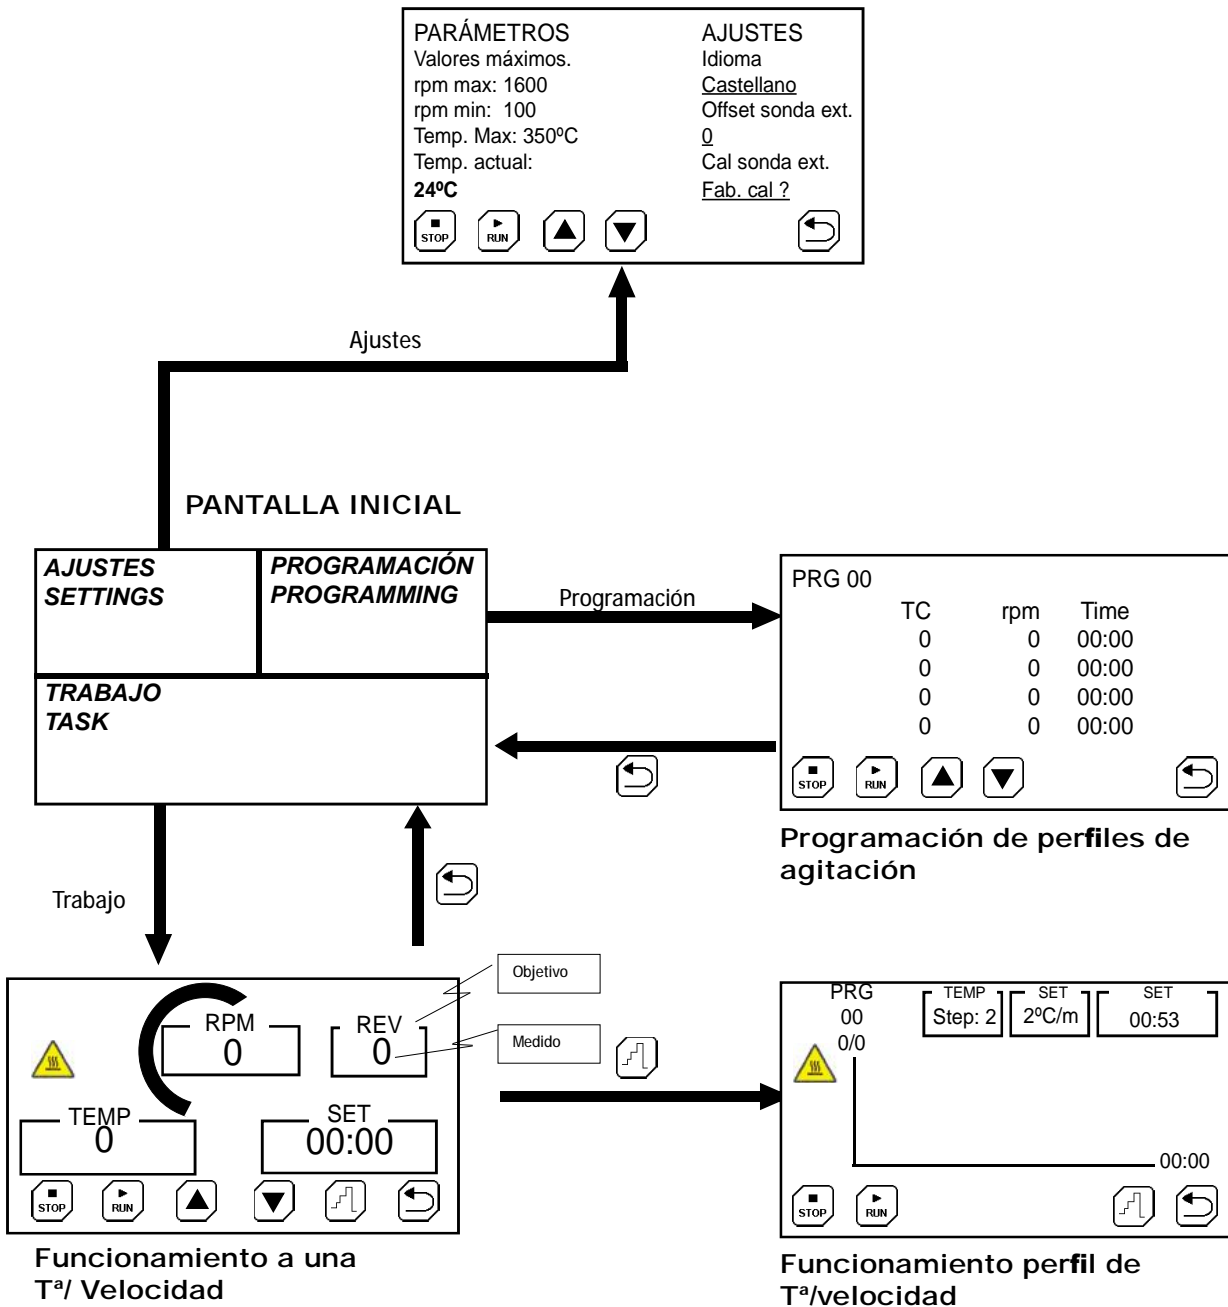 PARÁMETROS
Valores máximos.
rpm max: 1600
rpm min: 100
Temp. Max: 350ºC
Temp. actual:
24ºC
AJUSTES
Idioma
Castellano
Offset sonda ext.
0
Cal sonda ext.
Fab. cal ?
STOP
RUN
Ajustes
PANTALLA INICIAL
AJUSTES
SETTINGS
PROGRAMACIÓN
PROGRAMMING
TRABAJO
TASK
Programación
PRG 00
TC rpm Time
0 0 00:00
0 0 00:00
0 0 00:00
0 0 00:00
STOP
RUN
Programación de perfiles de
agitación
Trabajo
Objetivo
Medido
RPM
0
REV
0
TEMP
0
SET
00:00
STOP
RUN
Funcionamiento a una
Tª/ Velocidad
PRG
00
0/0
TEMP
Step: 2
SET
2ºC/m
SET
00:53
00:00
STOP
RUN
Funcionamiento perfil de
Tª/velocidad